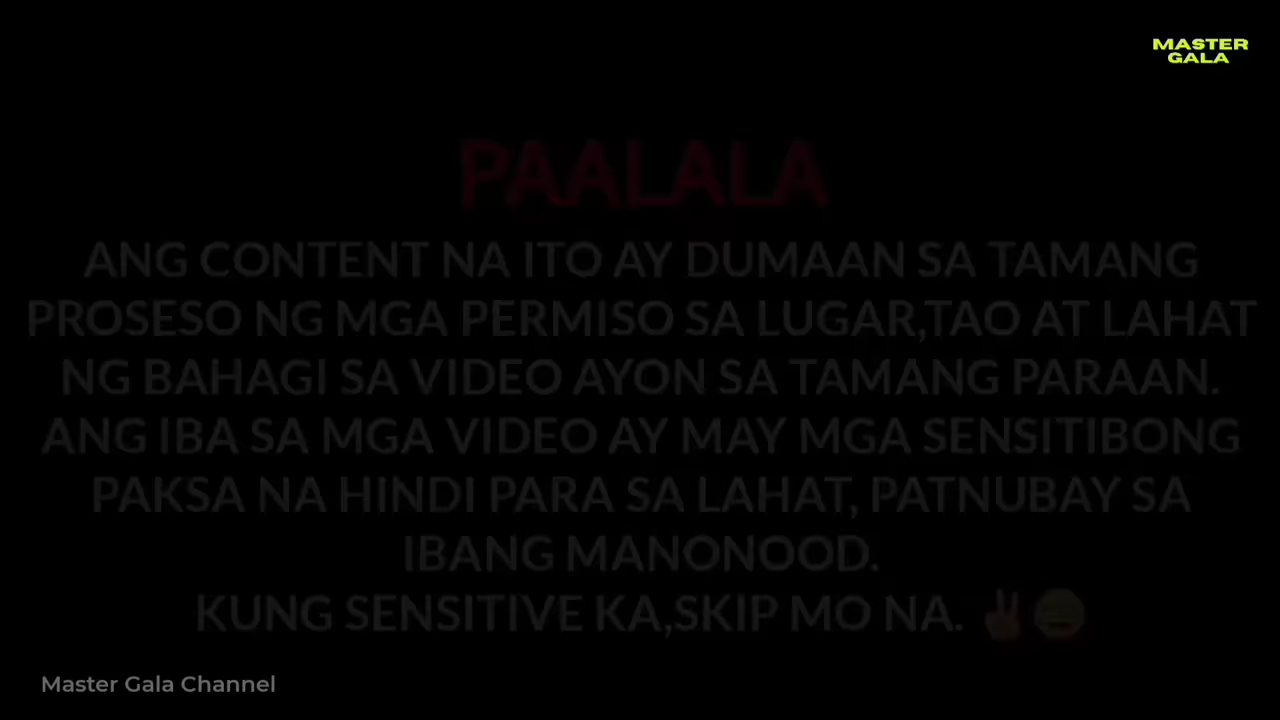 MASTER
GALA
PAALALA
ANG CONTENT NA ITO AY DUMAAN SA TAMANG
PROSESO NG MGA PERMISO SA LUGAR,TAO AT LAHAT
NG BAHAGI SA VIDEO AYON SA TAMANG PARAAN.
ANG IBA SA MGA VIDEO AY MAY MGA SENSITIBONG
PAKSA NA HINDI PARA SA LAHAT, PATNUBAY SA
IBANG MANONOOD.
KUNG SENSITIVE KA,SKIP MO NA. ✌️😄
Master Gala Channel